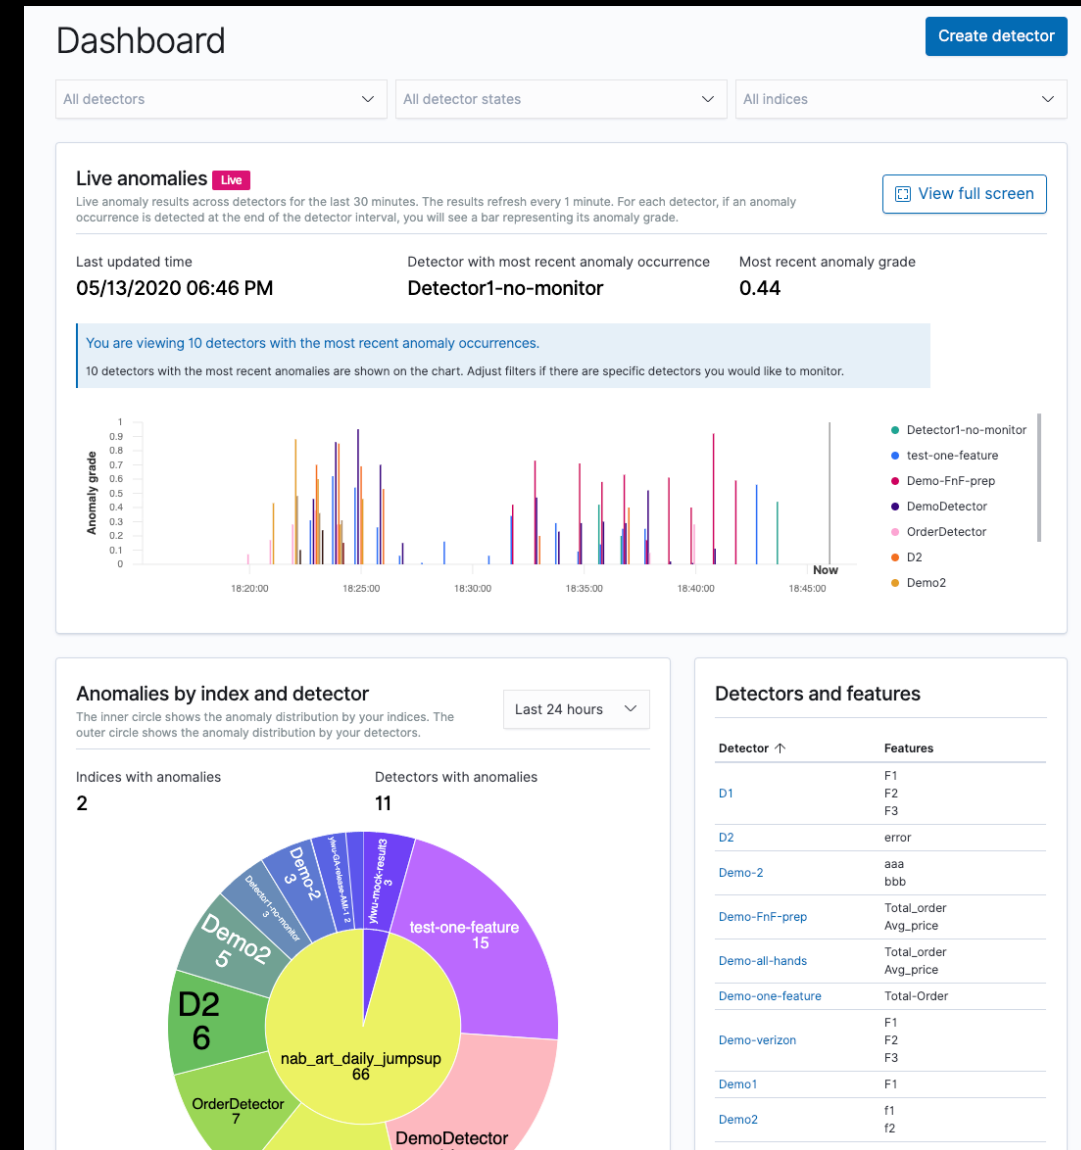 Dashboard
Create detector
All detectors
All detector states
All indices
Live anomalies Live
Live anomaly results across detectors for the last 30 minutes. The results refresh every 1 minute. For each detector, if an anomaly
occurrence is detected at the end of the detector interval, you will see a bar representing its anomaly grade.
View full screen
Last updated time
05/13/2020 06:46 PM
Detector with most recent anomaly occurrence
Detector1-no-monitor
Most recent anomaly grade
0.44
You are viewing 10 detectors with the most recent anomaly occurrences.
10 detectors with the most recent anomalies are shown on the chart. Adjust filters if there are specific detectors you would like to monitor.
Anomaly grade
1
0.9
0.8
0.7
0.6
0.5
0.4
0.3
0.2
0.1
0
18:20:00
18:25:00
18:30:00
18:35:00
18:40:00
18:45:00
Now
Detector1-no-monitor
test-one-feature
Demo-FnF-prep
DemoDetector
OrderDetector
D2
Demo2
Anomalies by index and detector
The inner circle shows the anomaly distribution by your indices. The
outer circle shows the anomaly distribution by your detectors.
Last 24 hours
Indices with anomalies
2
Detectors with anomalies
11
ylwu-mock-result3
3
test-one-feature
15
ylwu-GA-release-AMI-1 2
Demo-2
3
Detector1-no-monitor
3
Demo2
5
D2
6
OrderDetector
7
nab_art_daily_jumpsup
66
DemoDetector
Detectors and features
Detector
Features
D1
F1
F2
F3
D2
error
Demo-2
aaa
bbb
Demo-FnF-prep
Total_order
Avg_price
Demo-all-hands
Total_order
Avg_price
Demo-one-feature
Total-Order
Demo-verizon
F1
F2
F3
Demo1
F1
Demo2
f1
f2